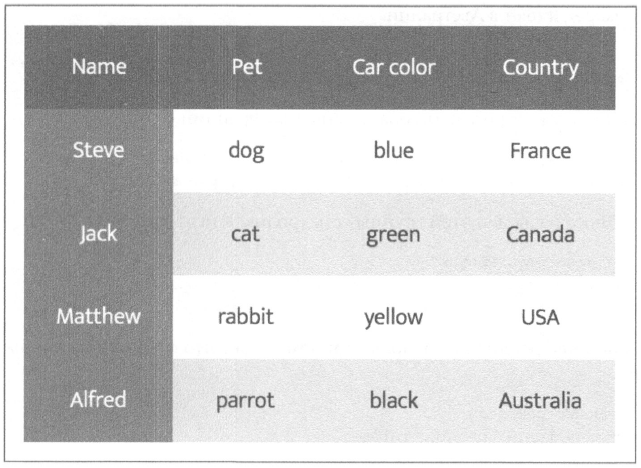 Name Pet Car color Country
Steve dog blue France
Jack cat green Canada
Matthew rabbit yellow USA
Alfred parrot black Australia